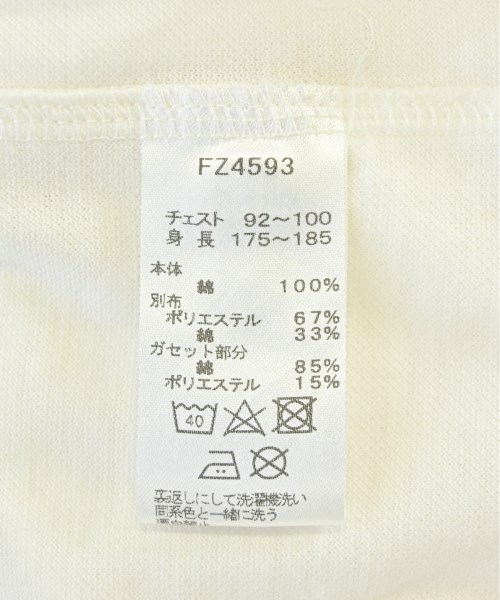 FZ4593
チェスト 92～100
身長 175～185
本体
綿 100%
別布
ポリエステル 67%
綿 33%
ガセット部分
綿 85%
ポリエステル 15%
40
裏返しにして洗濯機洗い
同系色と一緒に洗う